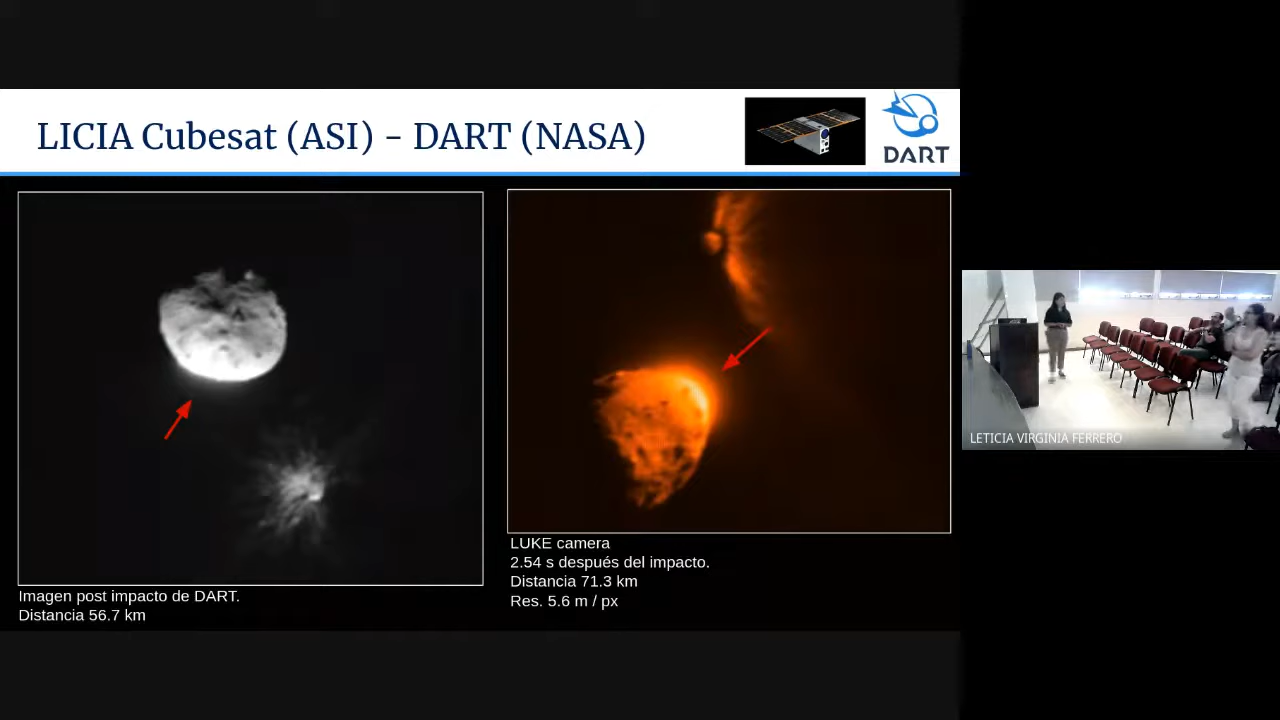 LICIA Cubesat (ASI) - DART (NASA)
DART
Imagen post impacto de DART.
Distancia 56.7 km
LUKE camera
2.54 s después del impacto.
Distancia 71.3 km
Res. 5.6 m / px
LETICIA VIRGINIA FERRERO